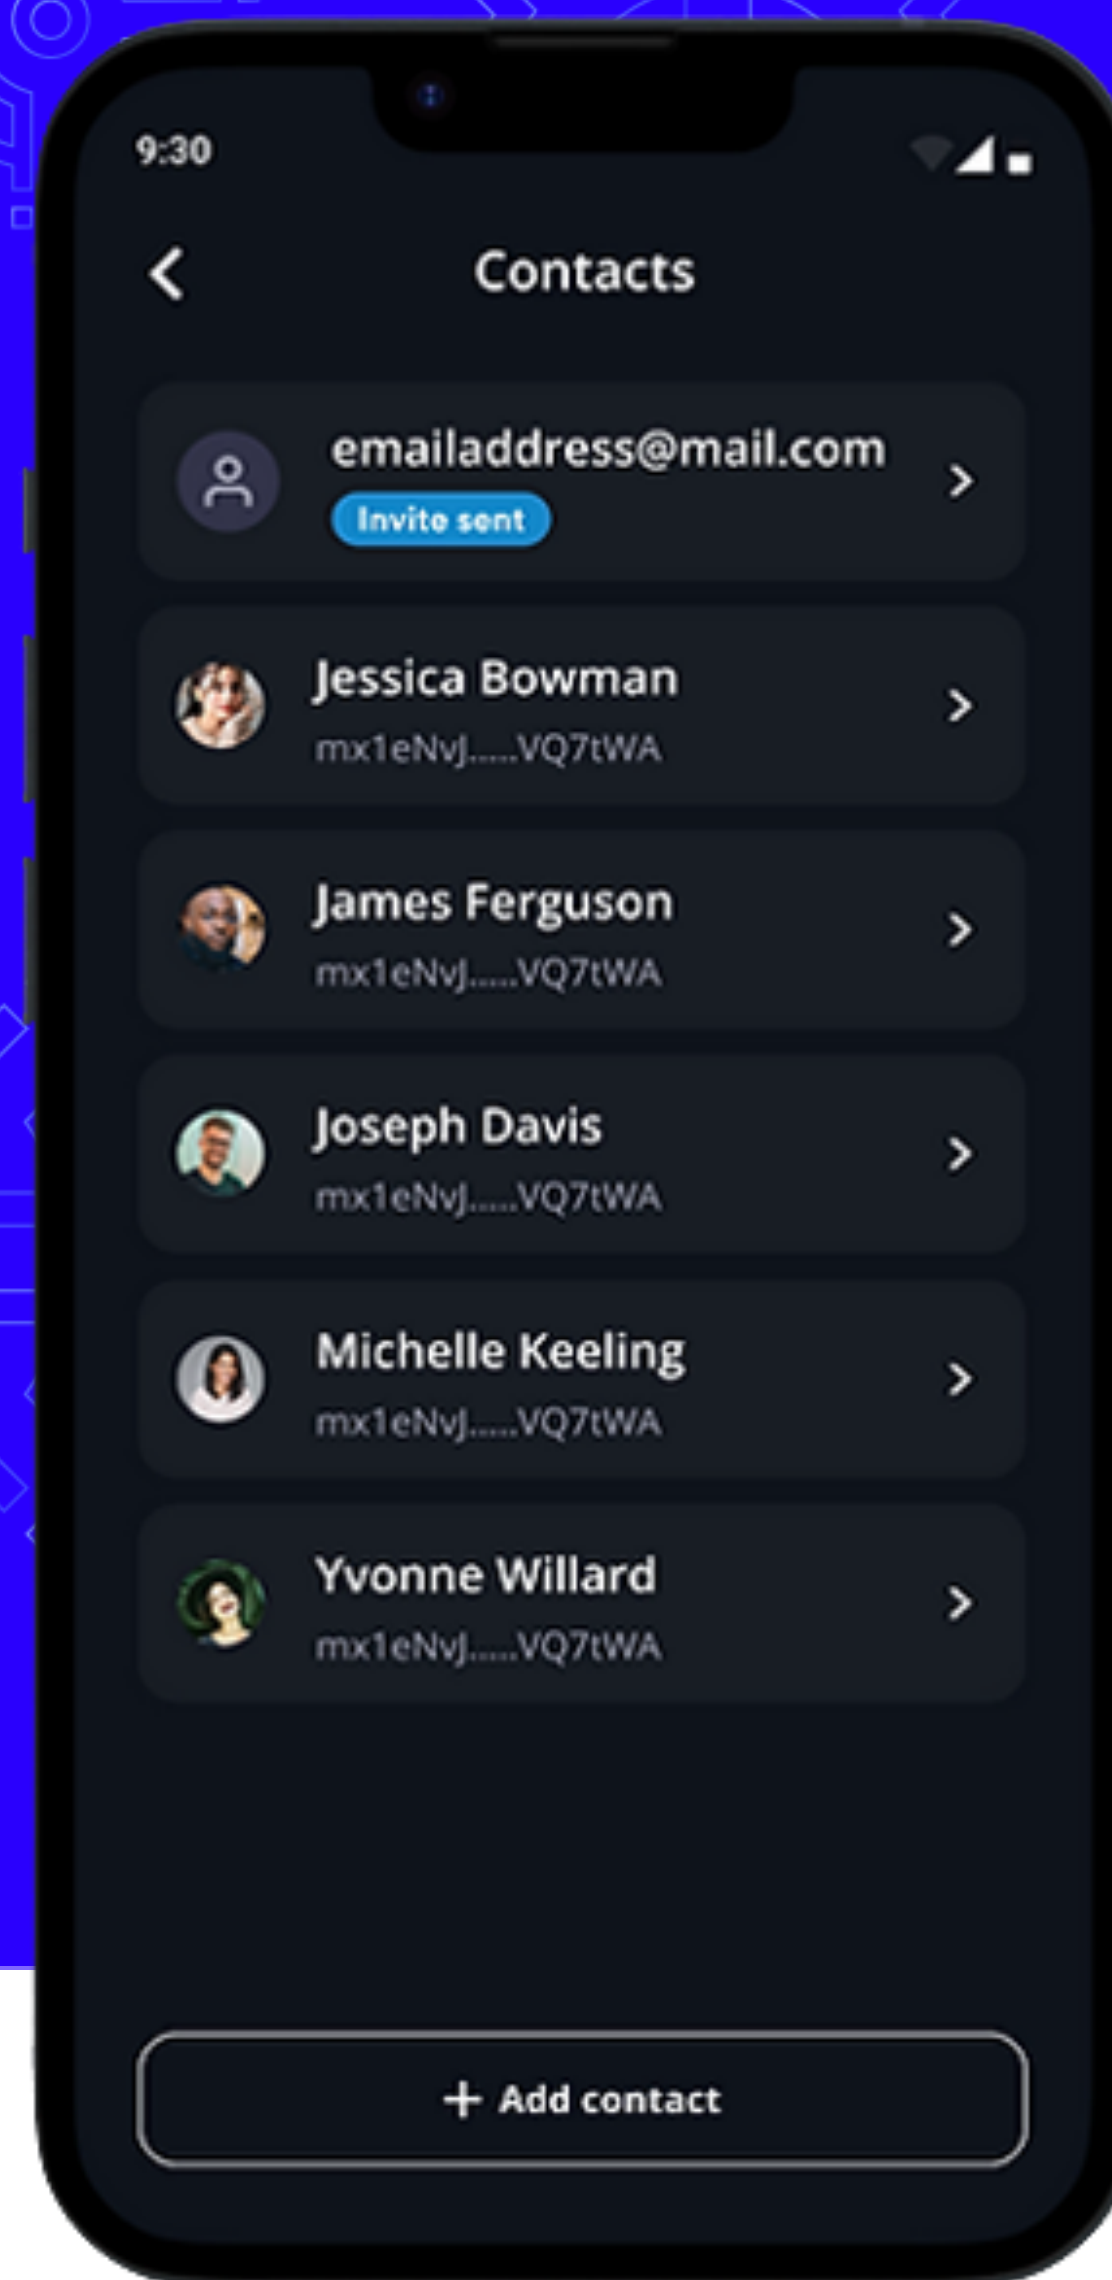 9:30
Contacts
emailaddress@mail.com
Invite sent
Jessica Bowman
mx1eNvJ.....VQ7tWA
James Ferguson
mx1eNvJ.....VQ7tWA
Joseph Davis
mx1eNvJ.....VQ7tWA
Michelle Keeling
mx1eNvJ.....VQ7tWA
Yvonne Willard
mx1eNvJ.....VQ7tWA
+ Add contact